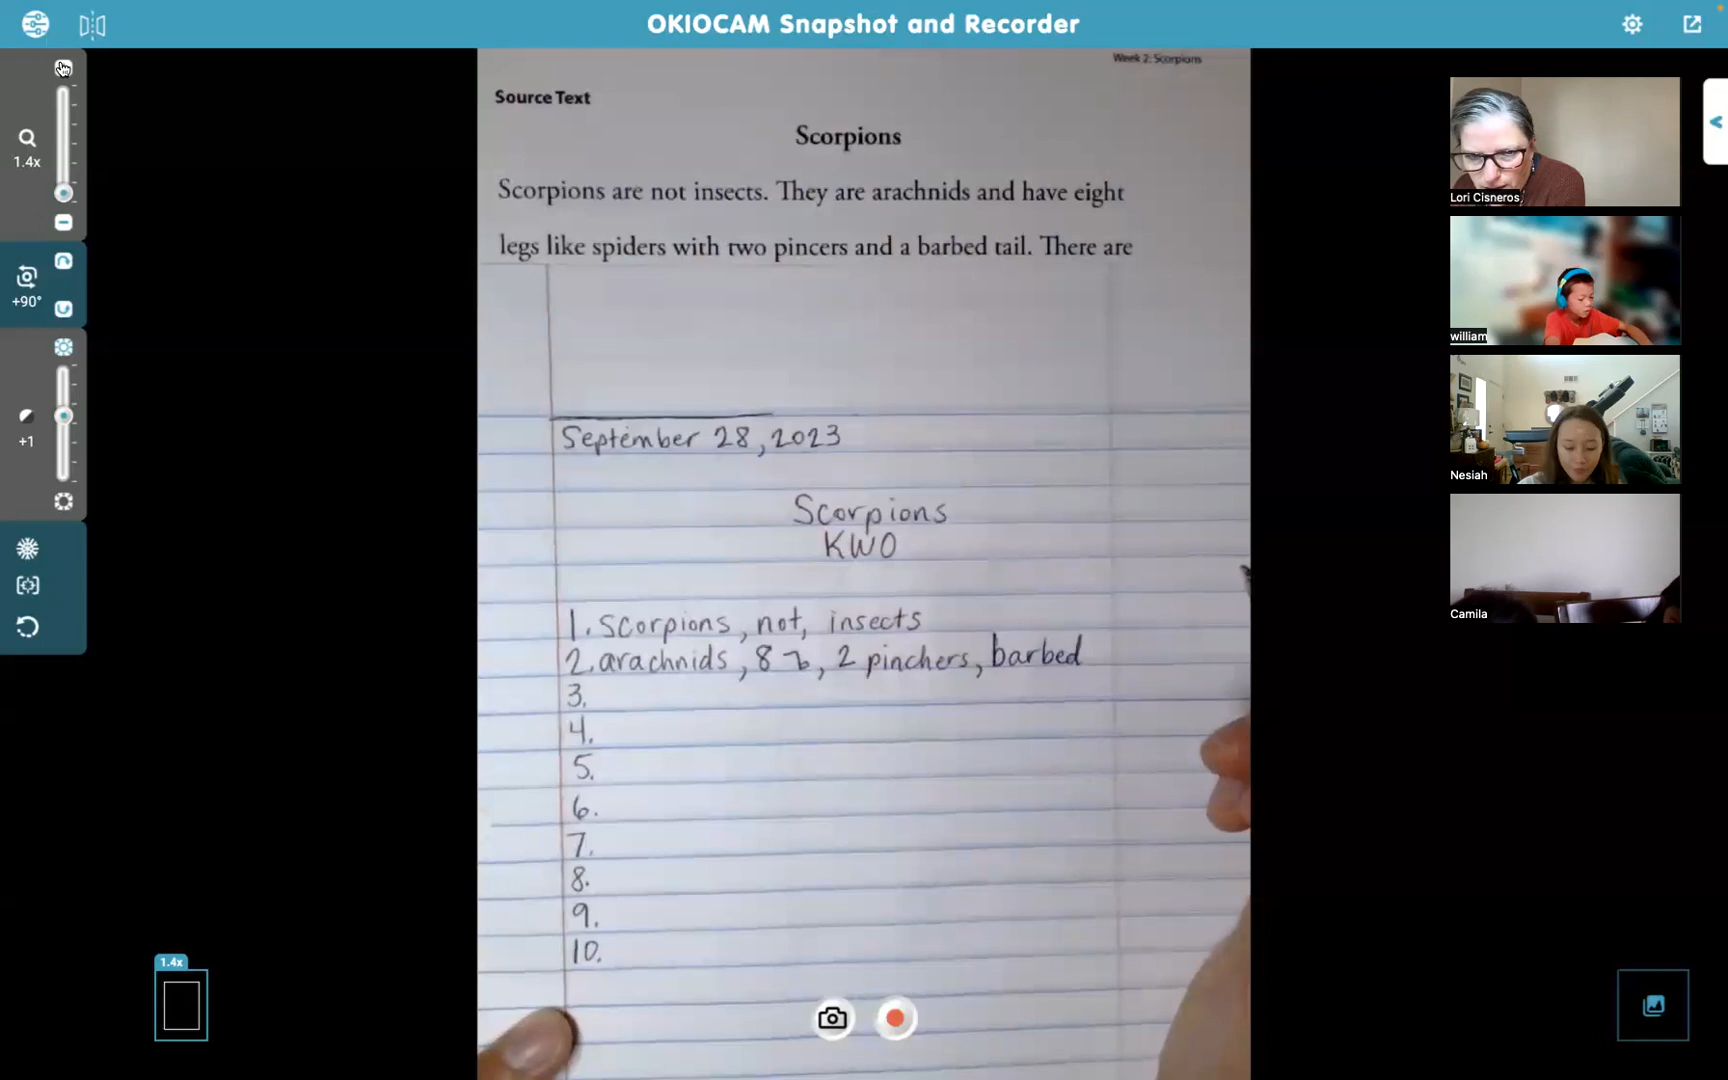 OKIOCAM Snapshot and Recorder
Week 2: Scorpions
Source Text
Scorpions
Scorpions are not insects. They are arachnids and have eight
legs like spiders with two pincers and a barbed tail. There are
September 28, 2023
Scorpions
KWO
1. scorpions, not, insects
2. arachnids, 8, 2 pinchers, barbed
3.
4.
5.
6.
7.
8.
9.
10.
1.4x
+90°
+1
1.4x
Lori Cisneros
william
Nesiah
Camila